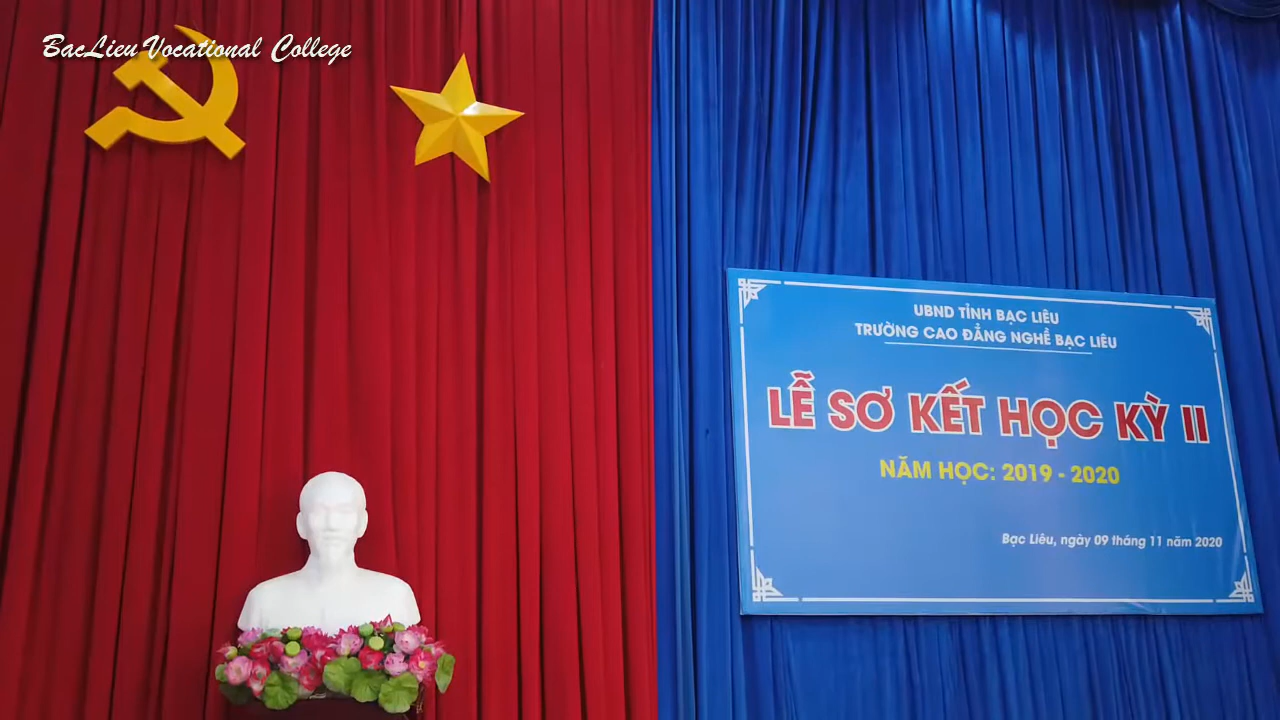 BacLieu Vocational College
UBND TỈNH BẠC LIÊU
TRƯỜNG CAO ĐẲNG NGHỀ BẠC LIÊU
LỄ SƠ KẾT HỌC KỲ II
NĂM HỌC: 2019 - 2020
Bạc Liêu, ngày 09 tháng 11 năm 2020